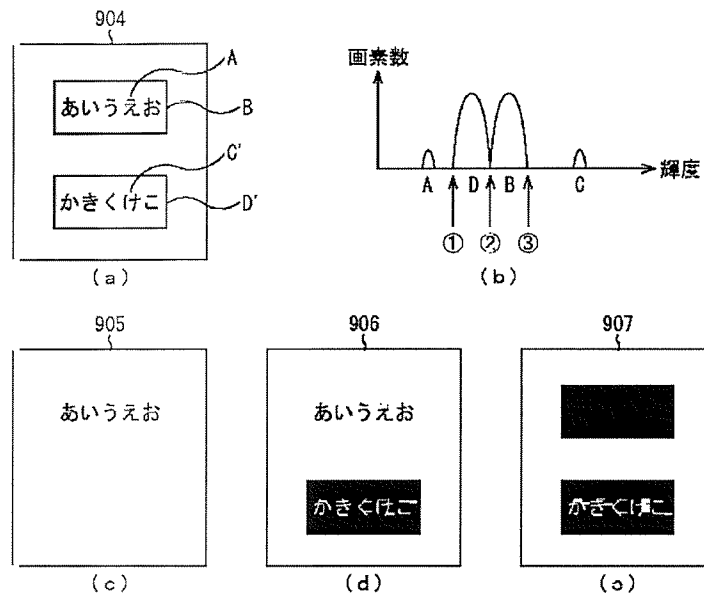 904
あいうえお
A
B
かきくけこ
C'
D'
(a)
画素数
輝度
A
D
B
C
①
②
③
(b)
905
あいうえお
(c)
906
あいうえお
かきくけこ
(d)
907
かきくけこ
(e)